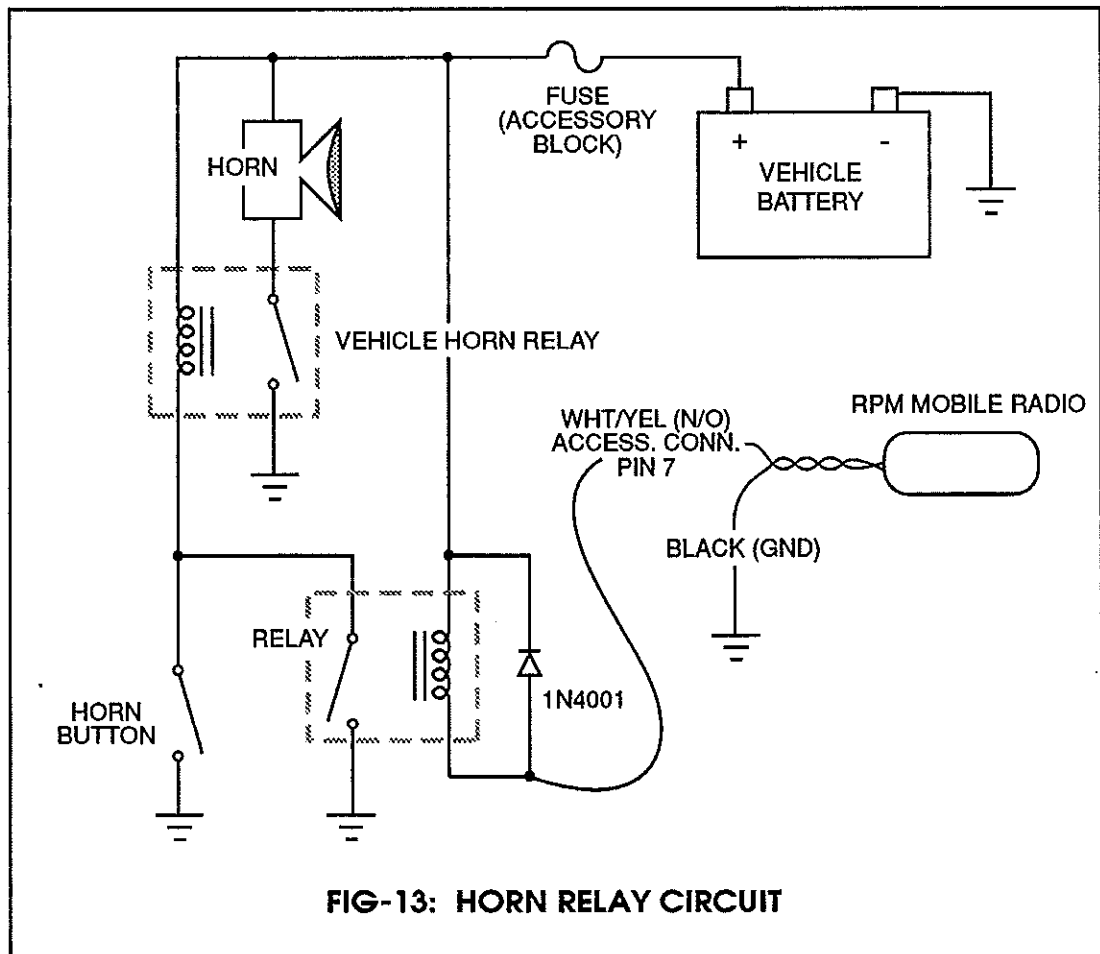 FUSE
(ACCESSORY
BLOCK)
+
-
VEHICLE
BATTERY
HORN
VEHICLE HORN RELAY
RPM MOBILE RADIO
WHT/YEL (N/O)
ACCESS. CONN.
PIN 7
BLACK (GND)
RELAY
1N4001
HORN
BUTTON
FIG-13: HORN RELAY CIRCUIT